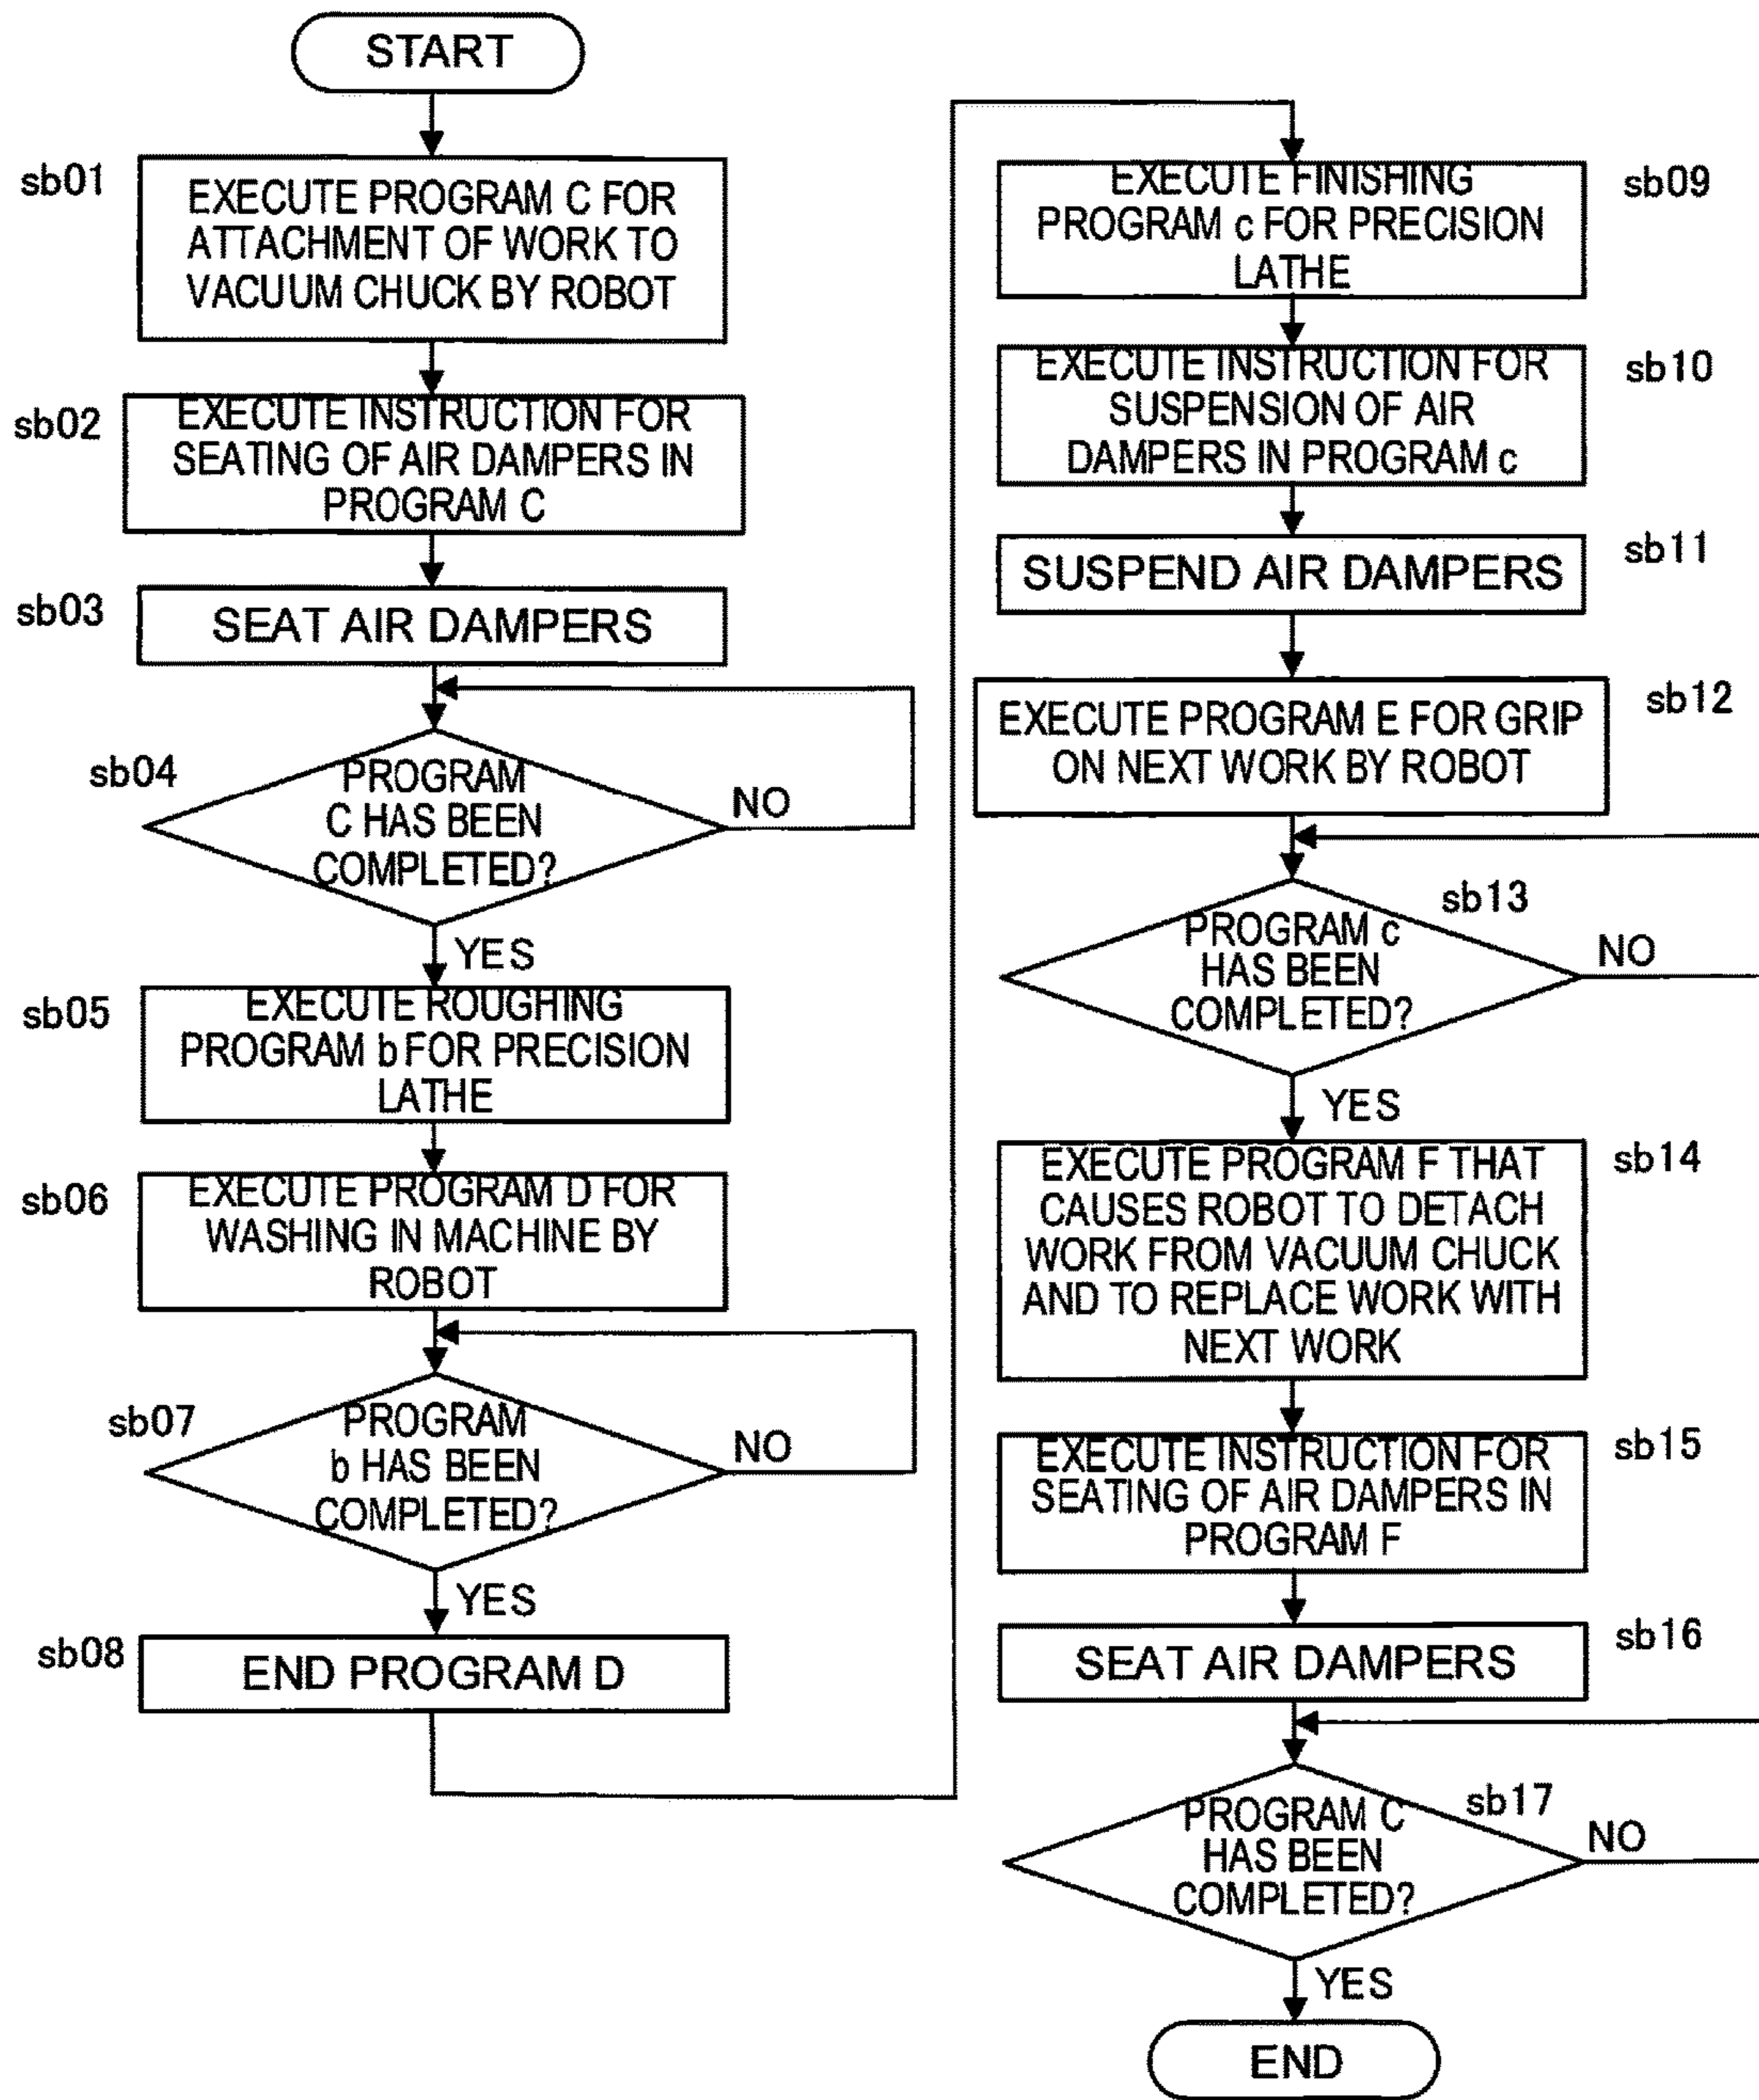 START
sb01
EXECUTE PROGRAM C FOR
ATTACHMENT OF WORK TO
VACUUM CHUCK BY ROBOT
sb02
EXECUTE INSTRUCTION FOR
SEATING OF AIR DAMPERS IN
PROGRAM C
sb03
SEAT AIR DAMPERS
sb04
PROGRAM
C HAS BEEN
COMPLETED?
NO
YES
sb05
EXECUTE ROUGHING
PROGRAM b FOR PRECISION
LATHE
sb06
EXECUTE PROGRAM D FOR
WASHING IN MACHINE BY
ROBOT
sb07
PROGRAM
b HAS BEEN
COMPLETED?
NO
YES
sb08
END PROGRAM D
sb09
EXECUTE FINISHING
PROGRAM c FOR PRECISION
LATHE
sb10
EXECUTE INSTRUCTION FOR
SUSPENSION OF AIR
DAMPERS IN PROGRAM c
sb11
SUSPEND AIR DAMPERS
sb12
EXECUTE PROGRAM E FOR GRIP
ON NEXT WORK BY ROBOT
sb13
PROGRAM c
HAS BEEN
COMPLETED?
NO
YES
sb14
EXECUTE PROGRAM F THAT
CAUSES ROBOT TO DETACH
WORK FROM VACUUM CHUCK
AND TO REPLACE WORK WITH
NEXT WORK
sb15
EXECUTE INSTRUCTION FOR
SEATING OF AIR DAMPERS IN
PROGRAM F
sb16
SEAT AIR DAMPERS
sb17
PROGRAM C
HAS BEEN
COMPLETED?
NO
YES
END